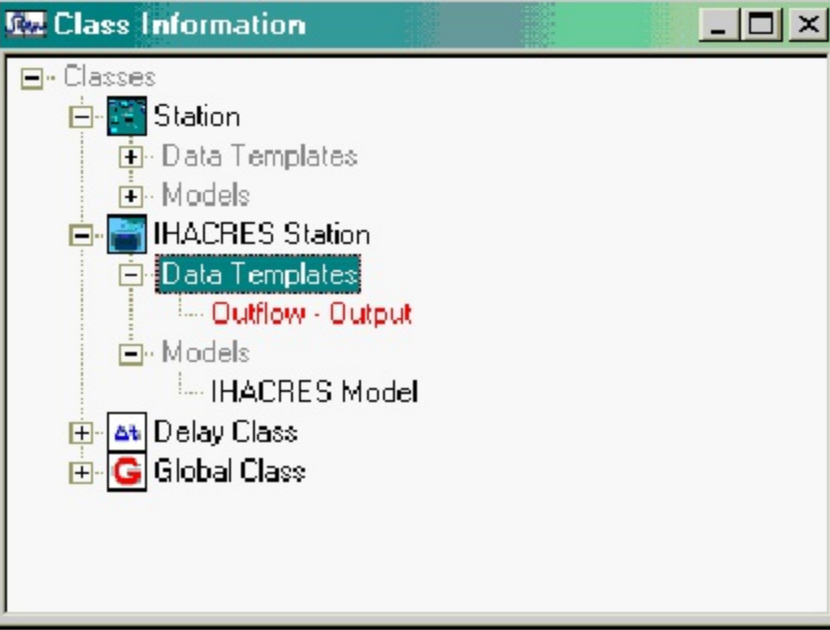 Class Information
Classes
Station
Data Templates
Models
IHACRES Station
Data Templates
Outflow - Output
Models
IHACRES Model
Δt Delay Class
G Global Class